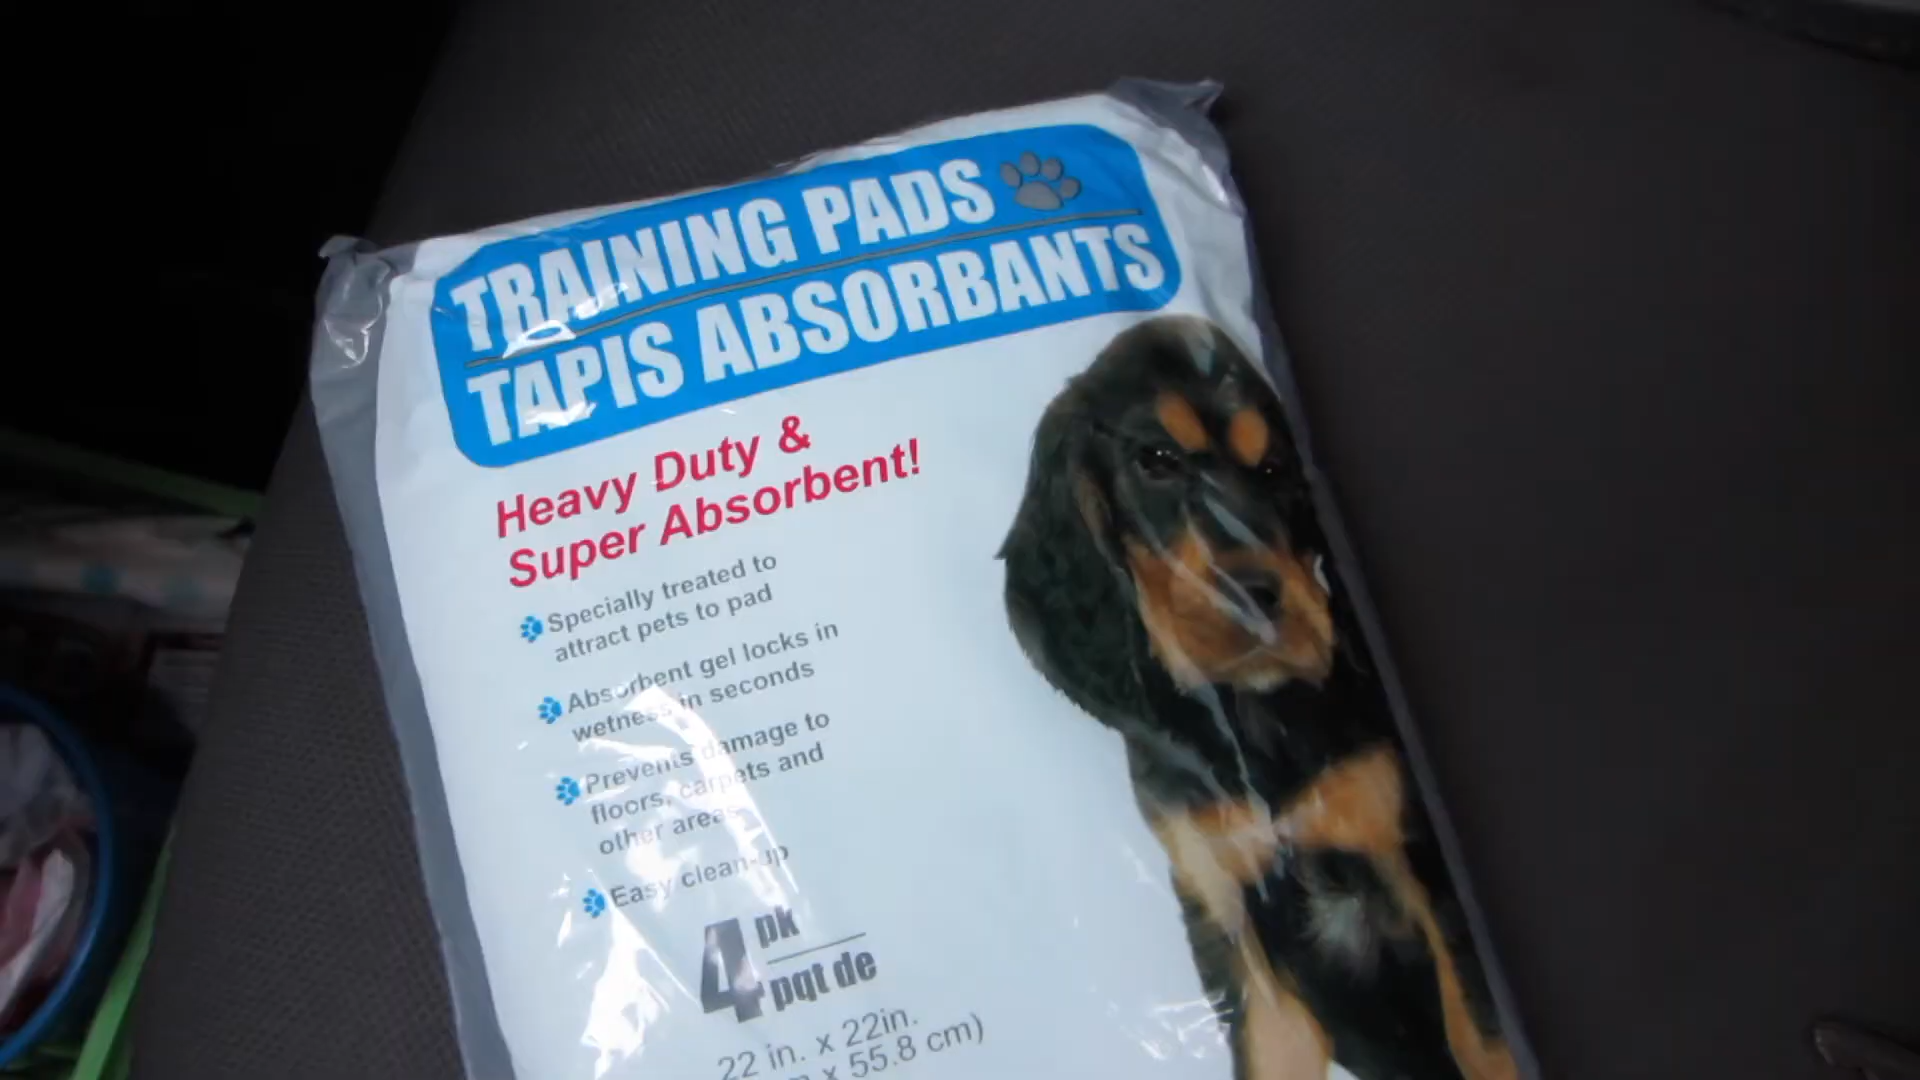 TRAINING PADS
TAPIS ABSORBANTS
Heavy Duty &
Super Absorbent!
Specially treated to
attract pets to pad
Absorbent gel locks in
wetness in seconds
Prevents damage to
floors, carpets and
other areas
Easy clean-up
4 pk
pqt de
22 in. x 22in.
x 55.8 cm)